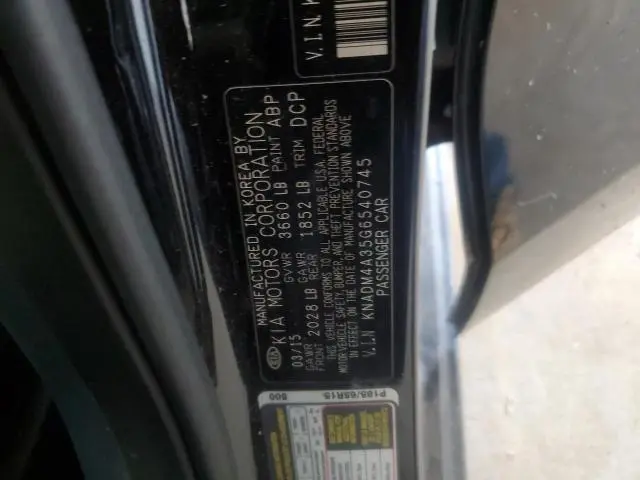 V.I.N K
MANUFACTURED IN KOREA BY
KIA MOTORS CORPORATION
03/15 GVWR 3660 LB PAINT ABP
GAWR FRONT 2028 LB GAWR REAR 1852 LB TRIM DCP
THIS VEHICLE CONFORMS TO ALL APPLICABLE U.S.A. FEDERAL
MOTOR VEHICLE SAFETY, BUMPER, AND THEFT PREVENTION STANDARDS
IN EFFECT ON THE DATE OF MANUFACTURE SHOWN ABOVE
V.I.N KNADM4A35G6540745
PASSENGER CAR
P185/65R15